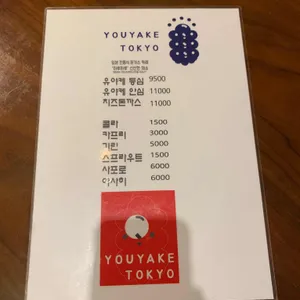 YOUYAKE
TOKYO
유야케 등심 9500
유야케 안심 11000
치즈돈까스 11000
콜라 1500
카프리 3000
기린 5000
스프라우트 1500
사포로 6000
아사히 6000
YOUYAKE
TOKYO